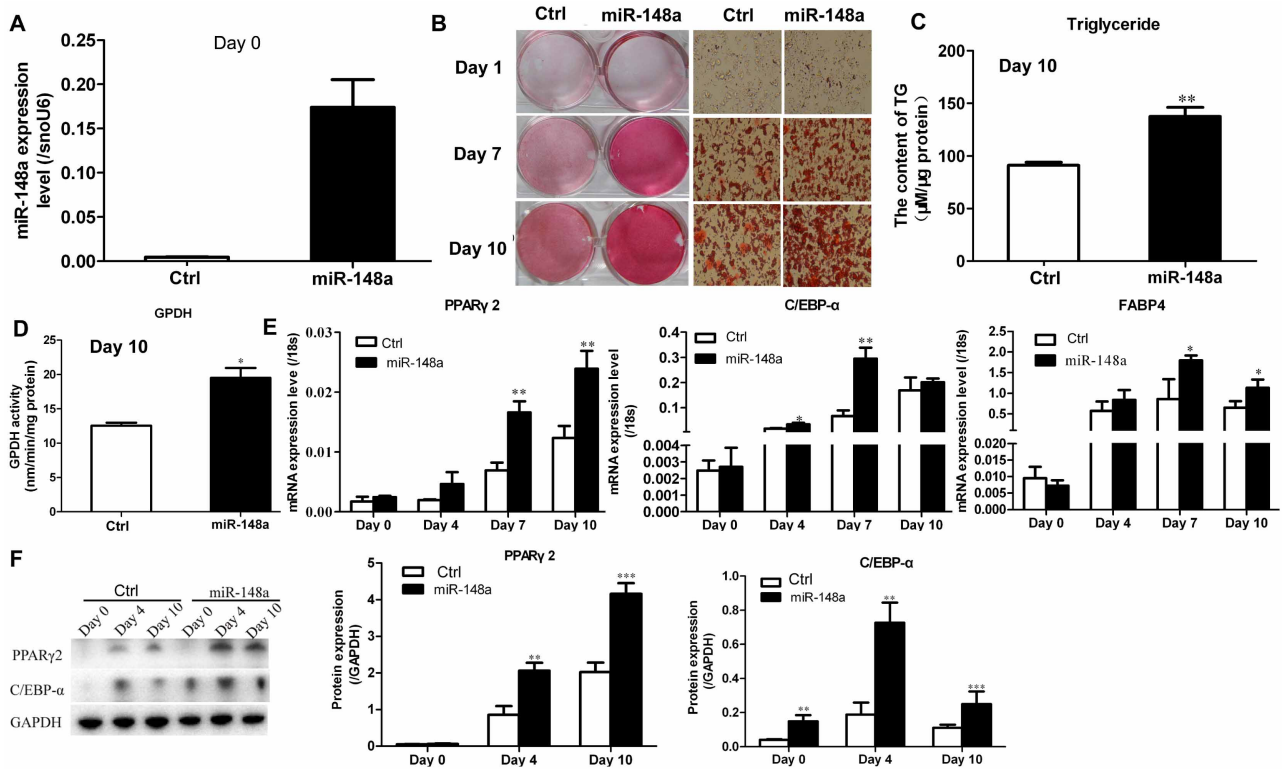 A
Day 0
miR-148a expression
level (/snoU6)
0.25
0.20
0.15
0.10
0.05
0.00
Ctrl
miR-148a
B
Ctrl
miR-148a
Ctrl
miR-148a
Day 1
Day 7
Day 10
C
Triglyceride
Day 10
The content of TG
(μM/μg protein)
200
150
100
50
0
**
Ctrl
miR-148a
D
GPDH
Day 10
GPDH activity
(nm/min/mg protein)
25
20
15
10
5
0
*
Ctrl
miR-148a
E
PPARγ 2
mRNA expression leve (/18s)
0.03
0.02
0.01
0.00
Ctrl
miR-148a
**
**
Day 0
Day 4
Day 7
Day 10
C/EBP-α
mRNA expression level
(/18s)
0.4
0.3
0.2
0.1
0.004
0.003
0.002
0.001
0.000
Ctrl
miR-148a
*
**
Day 0
Day 4
Day 7
Day 10
FABP4
mRNA expression level (/18s)
2.5
2.0
1.5
1.0
0.5
0.020
0.015
0.010
0.005
0.000
Ctrl
miR-148a
*
*
Day 0
Day 4
Day 7
Day 10
F
Ctrl
miR-148a
Day 0
Day 4
Day 10
Day 0
Day 4
Day 10
PPARγ2
C/EBP-α
GAPDH
PPARγ 2
Protein expression
(/GAPDH)
5
4
3
2
1
0
Ctrl
miR-148a
**
***
Day 0
Day 4
Day 10
C/EBP-α
Protein expression
(/GAPDH)
1.0
0.8
0.6
0.4
0.2
0.0
Ctrl
miR-148a
**
**
***
Day 0
Day 4
Day 10